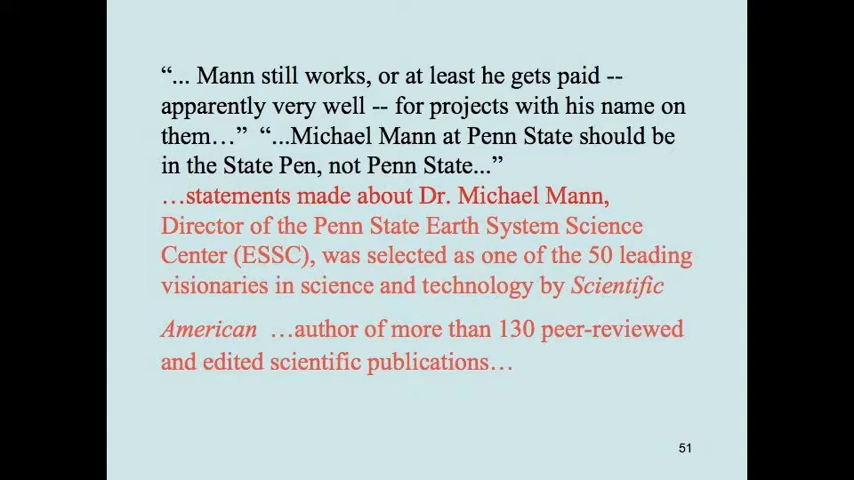 “... Mann still works, or at least he gets paid --
apparently very well -- for projects with his name on
them…” “...Michael Mann at Penn State should be
in the State Pen, not Penn State...”
…statements made about Dr. Michael Mann,
Director of the Penn State Earth System Science
Center (ESSC), was selected as one of the 50 leading
visionaries in science and technology by Scientific
American …author of more than 130 peer-reviewed
and edited scientific publications…
51